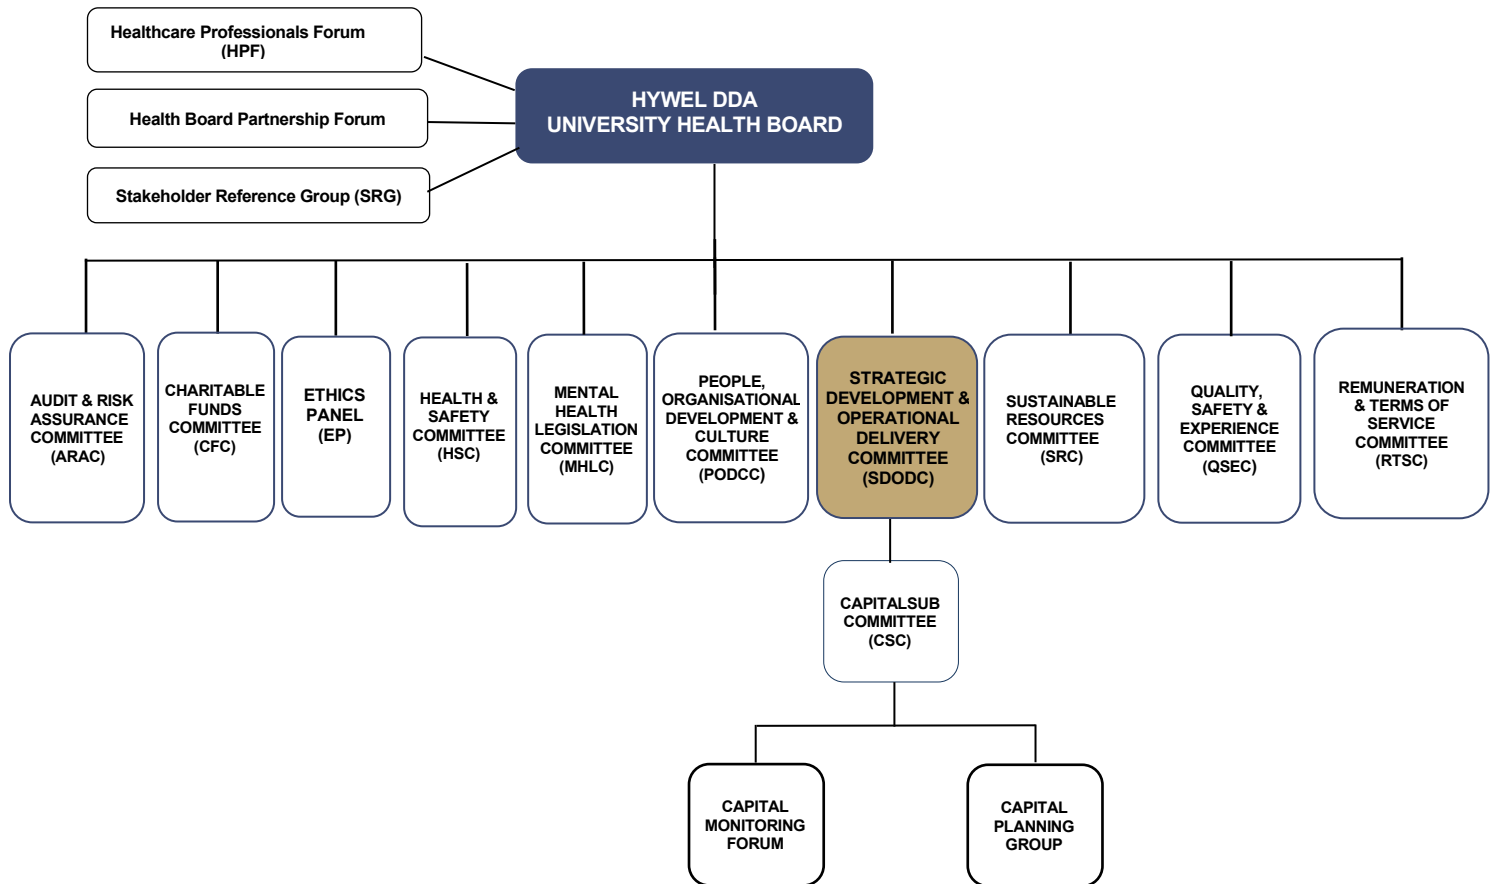 Healthcare Professionals Forum
(HPF)
HYWEL DDA
UNIVERSITY HEALTH BOARD
Health Board Partnership Forum
Stakeholder Reference Group (SRG)
AUDIT & RISK
ASSURANCE
COMMITTEE
(ARAC)
CHARITABLE
FUNDS
COMMITTEE
(CFC)
ETHICS
PANEL
(EP)
HEALTH &
SAFETY
COMMITTEE
(HSC)
MENTAL
HEALTH
LEGISLATION
COMMITTEE
(MHLC)
PEOPLE,
ORGANISATIONAL
DEVELOPMENT &
CULTURE
COMMITTEE
(PODCC)
STRATEGIC
DEVELOPMENT &
OPERATIONAL
DELIVERY
COMMITTEE
(SDODC)
SUSTAINABLE
RESOURCES
COMMITTEE
(SRC)
QUALITY,
SAFETY &
EXPERIENCE
COMMITTEE
(QSEC)
REMUNERATION
& TERMS OF
SERVICE
COMMITTEE
(RTSC)
CAPITALSUB
COMMITTEE
(CSC)
CAPITAL
MONITORING
FORUM
CAPITAL
PLANNING
GROUP